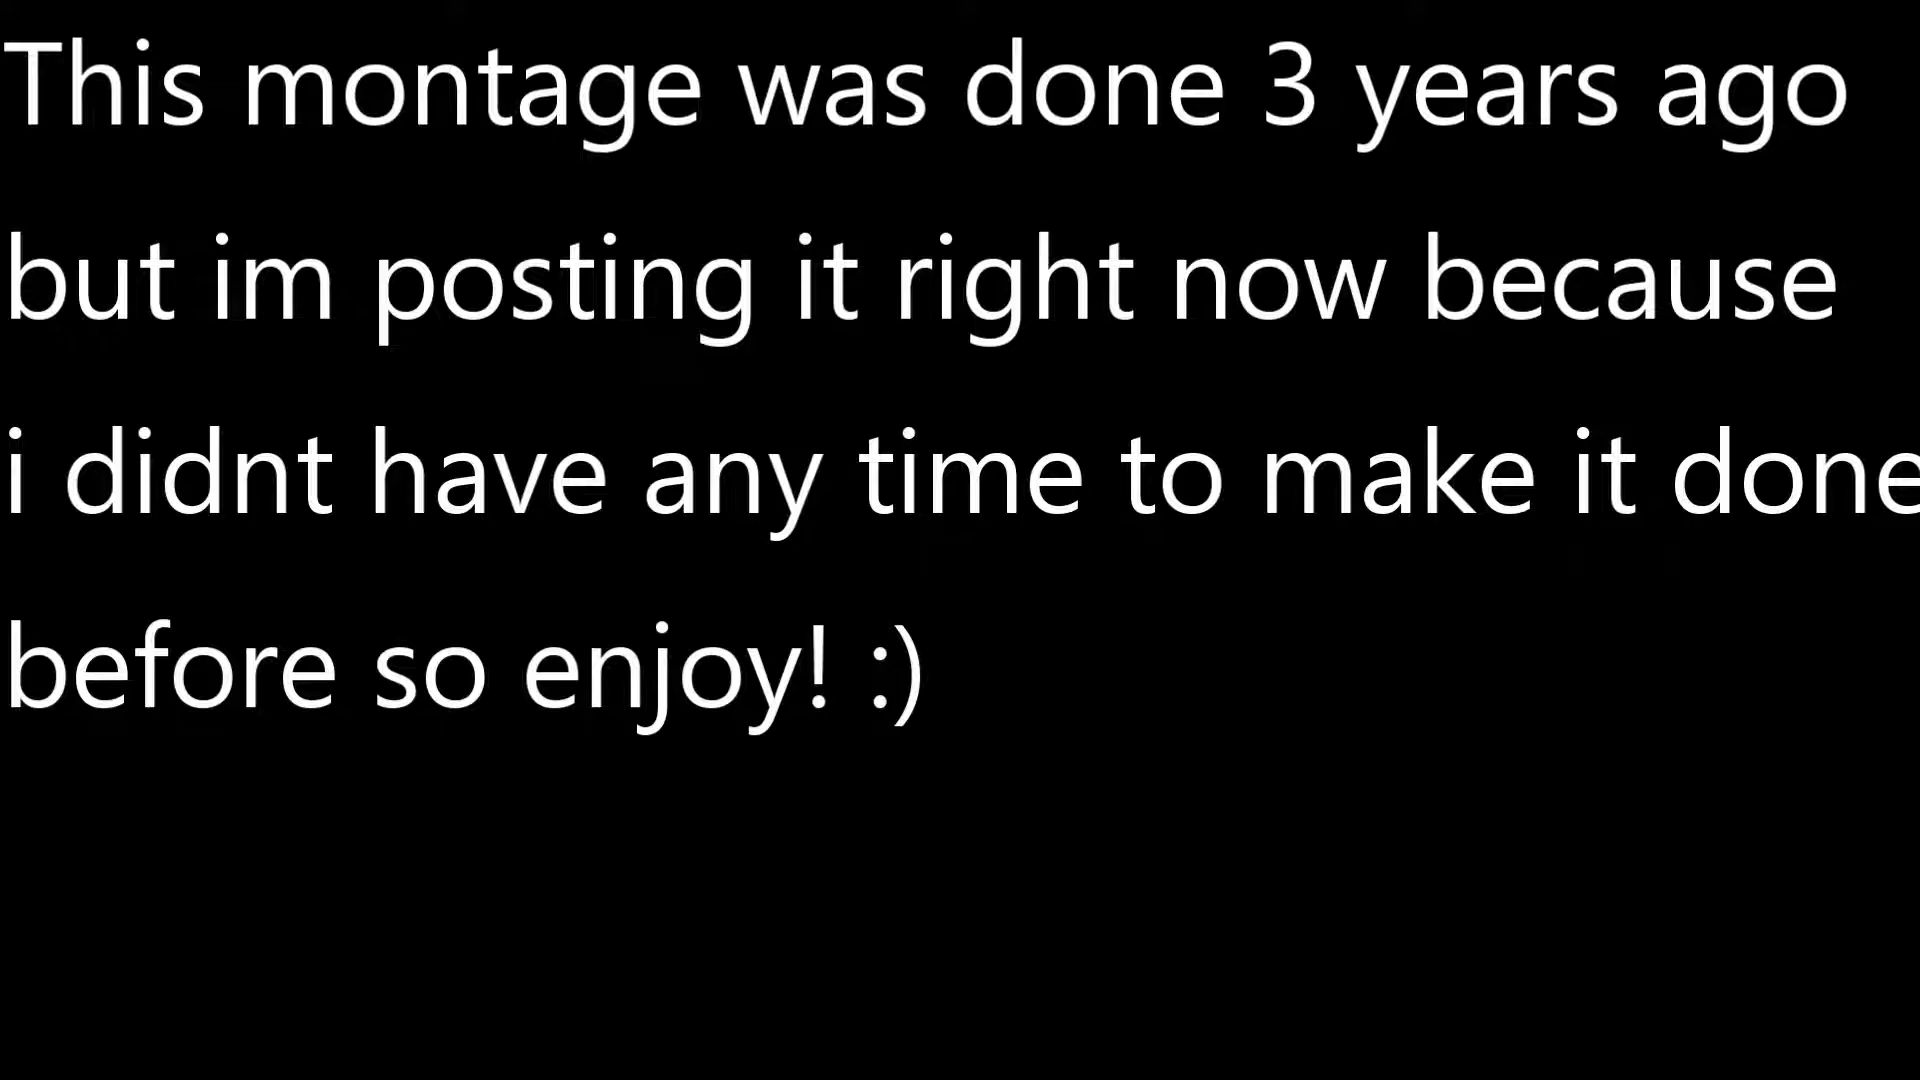 This montage was done 3 years ago
but im posting it right now because
i didnt have any time to make it done
before so enjoy! :)